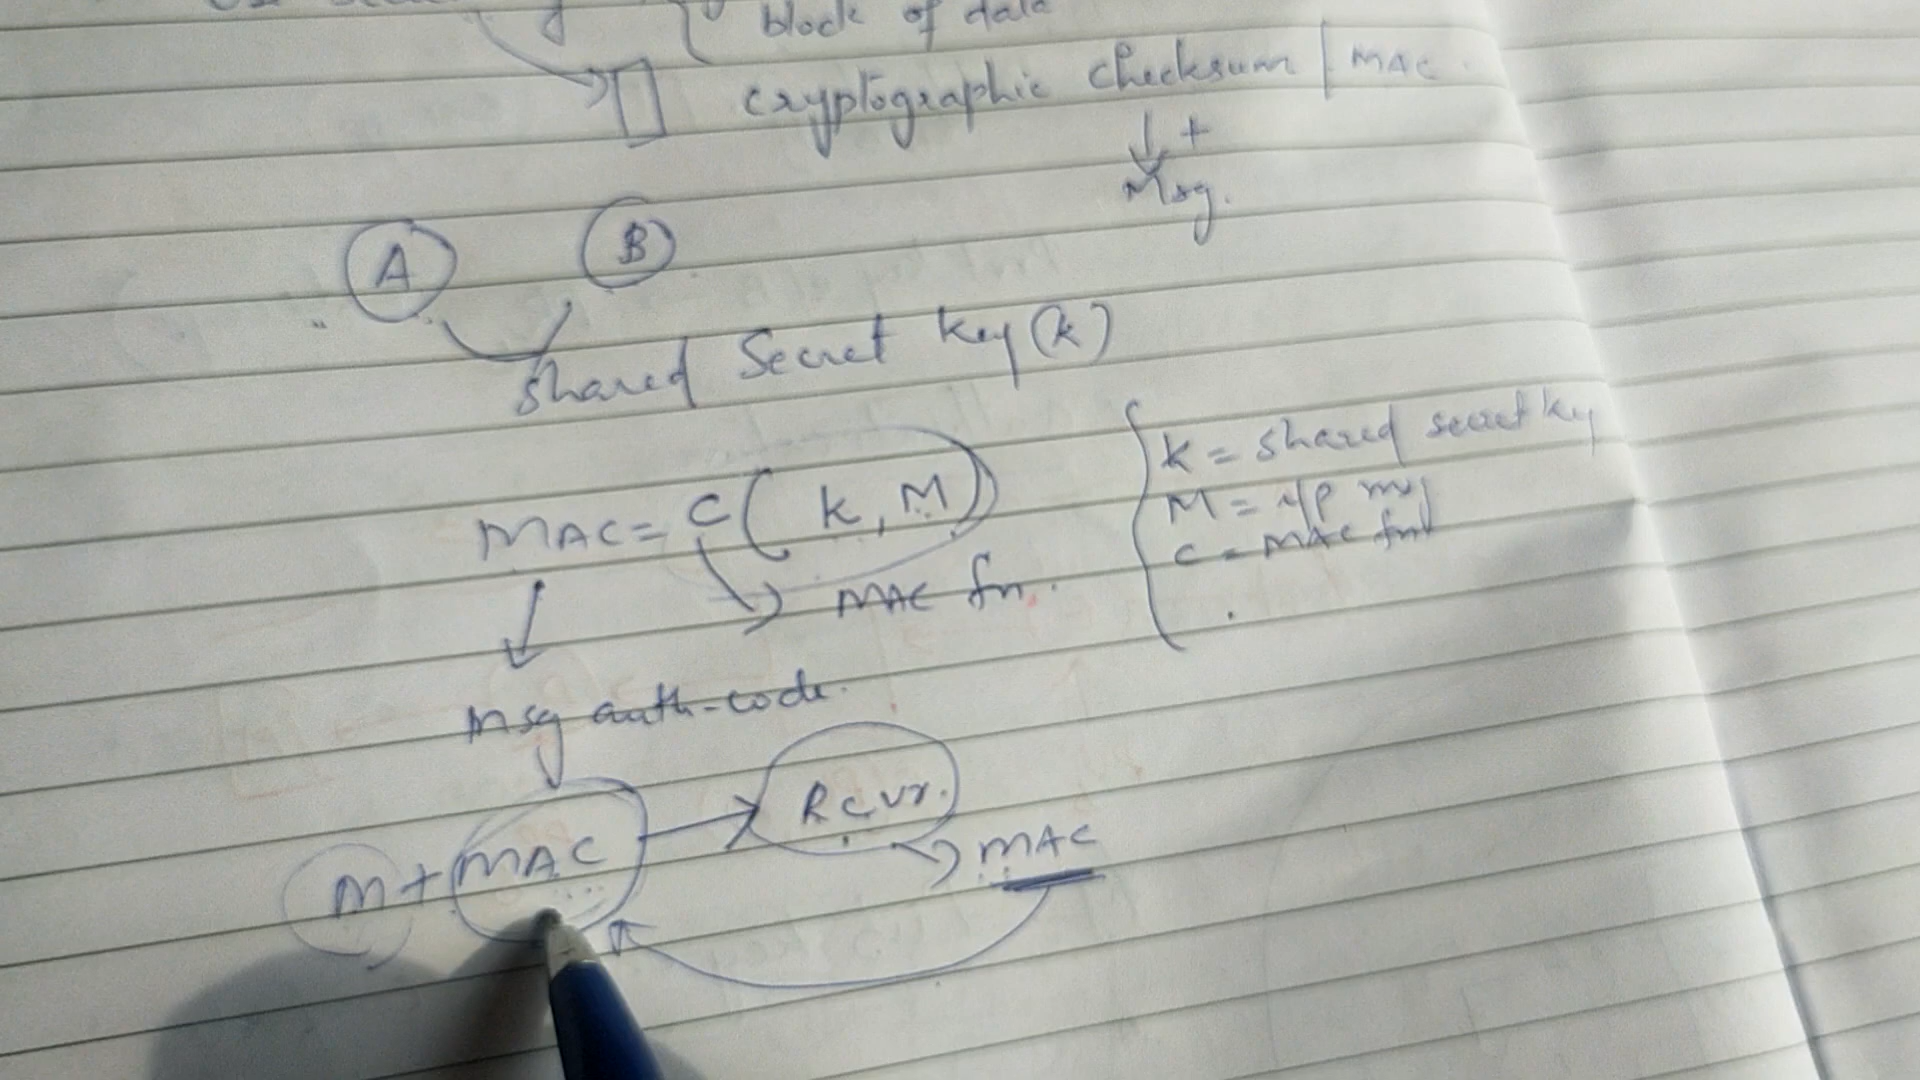 block of data
cryptographic checksum | MAC
↓ +
Msg.
A B
Shared Secret key (k)
MAC = C ( k, M )
→ MAC fn.
k = shared secret key
M = i/p msg
C = MAC fn
Msg auth-code.
M + MAC → Rcvr.
MAC